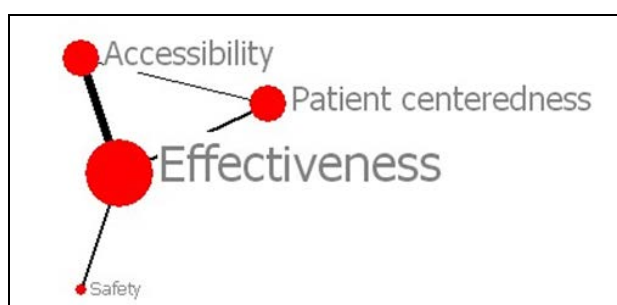 Accessibility
Patient centeredness
Effectiveness
Safety